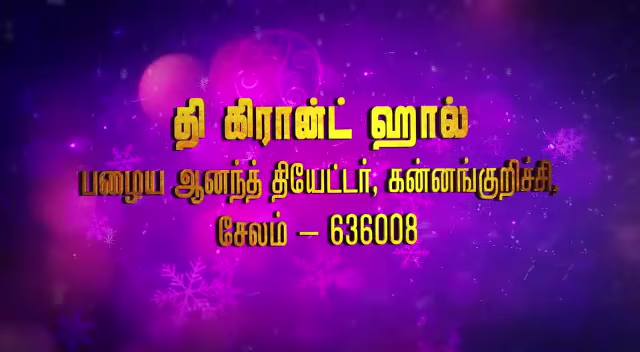 தி கிரான்ட் ஹால்
பழைய ஆனந்த் தியேட்டர், கன்னங்குறிச்சி,
சேலம் – 636008